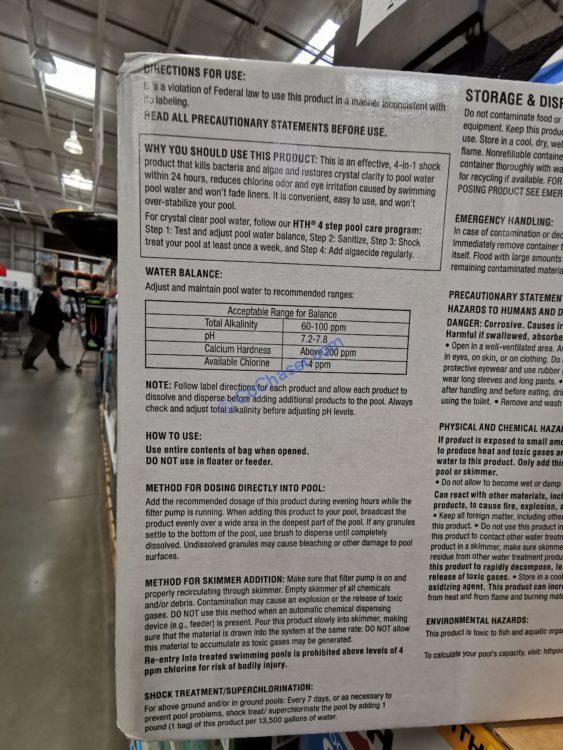 DIRECTIONS FOR USE:
It is a violation of Federal law to use this product in a manner inconsistent with
its labeling.
READ ALL PRECAUTIONARY STATEMENTS BEFORE USE.
WHY YOU SHOULD USE THIS PRODUCT: This is an effective, 4-in-1 shock
product that kills bacteria and algae and restores crystal clarity to pool water
within 24 hours, reduces chlorine odor and eye irritation caused by swimming
pool water and won't fade liners. It is convenient, easy to use, and won't
over-stabilize your pool.
For crystal clear pool water, follow our HTH® 4 step pool care program:
Step 1: Test and adjust pool water balance, Step 2: Sanitize, Step 3: Shock
treat your pool at least once a week, and Step 4: Add algaecide regularly.
WATER BALANCE:
Adjust and maintain pool water to recommended ranges:
Acceptable Range for Balance
Total Alkalinity 60-100 ppm
pH 7.2-7.8
Calcium Hardness Above 200 ppm
Available Chlorine 1-4 ppm
NOTE: Follow label directions for each product and allow each product to
dissolve and disperse before adding additional products to the pool. Always
check and adjust total alkalinity before adjusting pH levels.
HOW TO USE:
Use entire contents of bag when opened.
DO NOT use in floater or feeder.
METHOD FOR DOSING DIRECTLY INTO POOL:
Add the recommended dosage of this product during evening hours while the
filter pump is running. When adding this product to your pool, broadcast the
product evenly over a wide area in the deepest part of the pool. If any granules
settle to the bottom of the pool, use brush to disperse until completely
dissolved. Undissolved granules may cause bleaching or other damage to pool
surfaces.
METHOD FOR SKIMMER ADDITION: Make sure that filter pump is on and
properly recirculating through skimmer. Empty skimmer of all chemicals
and/or debris. Contamination may cause an explosion or the release of toxic
gases. DO NOT USE this method when an automatic chemical dispensing
device (e.g., feeder) is present. Pour this product slowly into skimmer, making
sure that the material is drawn into the system at the same rate: DO NOT allow
this material to accumulate as toxic gases may be generated.
Re-entry Into treated swimming pools is prohibited above levels of 4
ppm chlorine for risk of bodily injury.
SHOCK TREATMENT/SUPERCHLORINATION:
For above ground and/or in ground pools: Every 7 days, or as necessary to
prevent pool problems, shock treat/ superchlorinate the pool by adding 1
pound (1 bag) of this product per 13,500 gallons of water.
STORAGE & DISP
Do not contaminate food or
equipment. Keep this produc
use. Store in a cool, dry, wel
flame. Nonrefillable containe
container thoroughly with wa
for recycling if available. FOR
POSING PRODUCT SEE EMER
EMERGENCY HANDLING:
In case of contamination or dec
Immediately remove container t
itself. Flood with large amounts
remaining contaminated materia
PRECAUTIONARY STATEMEN
HAZARDS TO HUMANS AND D
DANGER: Corrosive. Causes ir
Harmful if swallowed, absorbe
• Open in a well-ventilated area. A
in eyes, on skin, or on clothing. Do
protective eyewear and use rubber
wear long sleeves and long pants. •
after handling and before eating, drin
using the toilet. • Remove and wash
PHYSICAL AND CHEMICAL HAZA
If product is exposed to small amo
to produce heat and toxic gases an
water to this product. Only add this
pool or skimmer.
• Do not allow to become wet or damp
Can react with other materials, incl
products, to cause fire, explosion, a
• Keep all foreign matter, including othe
this product. • Do not use this product in
this product to contact other water treatm
product in a skimmer, make sure skimme
residue from other water treatment produ
this product to rapidly decompose, le
release of toxic gases. • Store in a cool
oxidizing agent. This product can incre
from heat and from flame and burning mate
ENVIRONMENTAL HAZARDS:
This product is toxic to fish and aquatic orga
To calculate your pool's capacity, visit: hthpoo